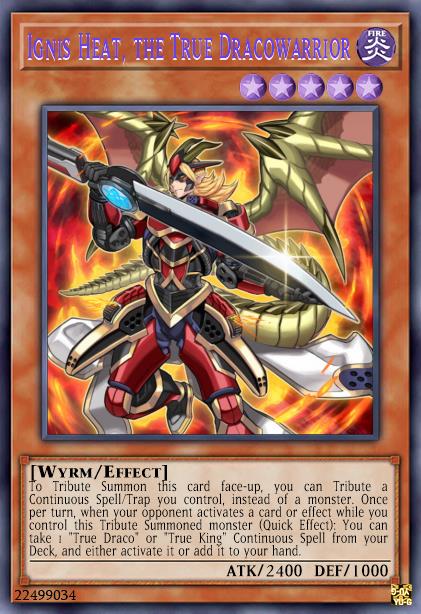 Ignis Heat, the True Dracowarrior
FIRE
炎
[Wyrm/Effect]
To Tribute Summon this card face-up, you can Tribute a
Continuous Spell/Trap you control, instead of a monster. Once
per turn, when your opponent activates a card or effect while you
control this Tribute Summoned monster (Quick Effect): You can
take 1 "True Draco" or "True King" Continuous Spell from your
Deck, and either activate it or add it to your hand.
ATK/2400 DEF/1000
22499034